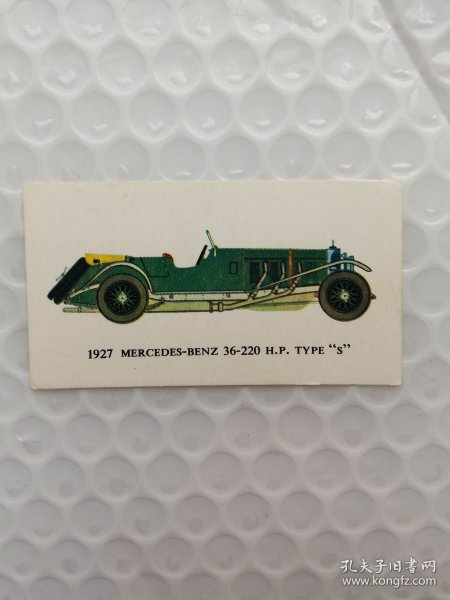 1927 MERCEDES-BENZ 36-220 H.P. TYPE “S”
孔夫子旧书网
www.kongfz.com